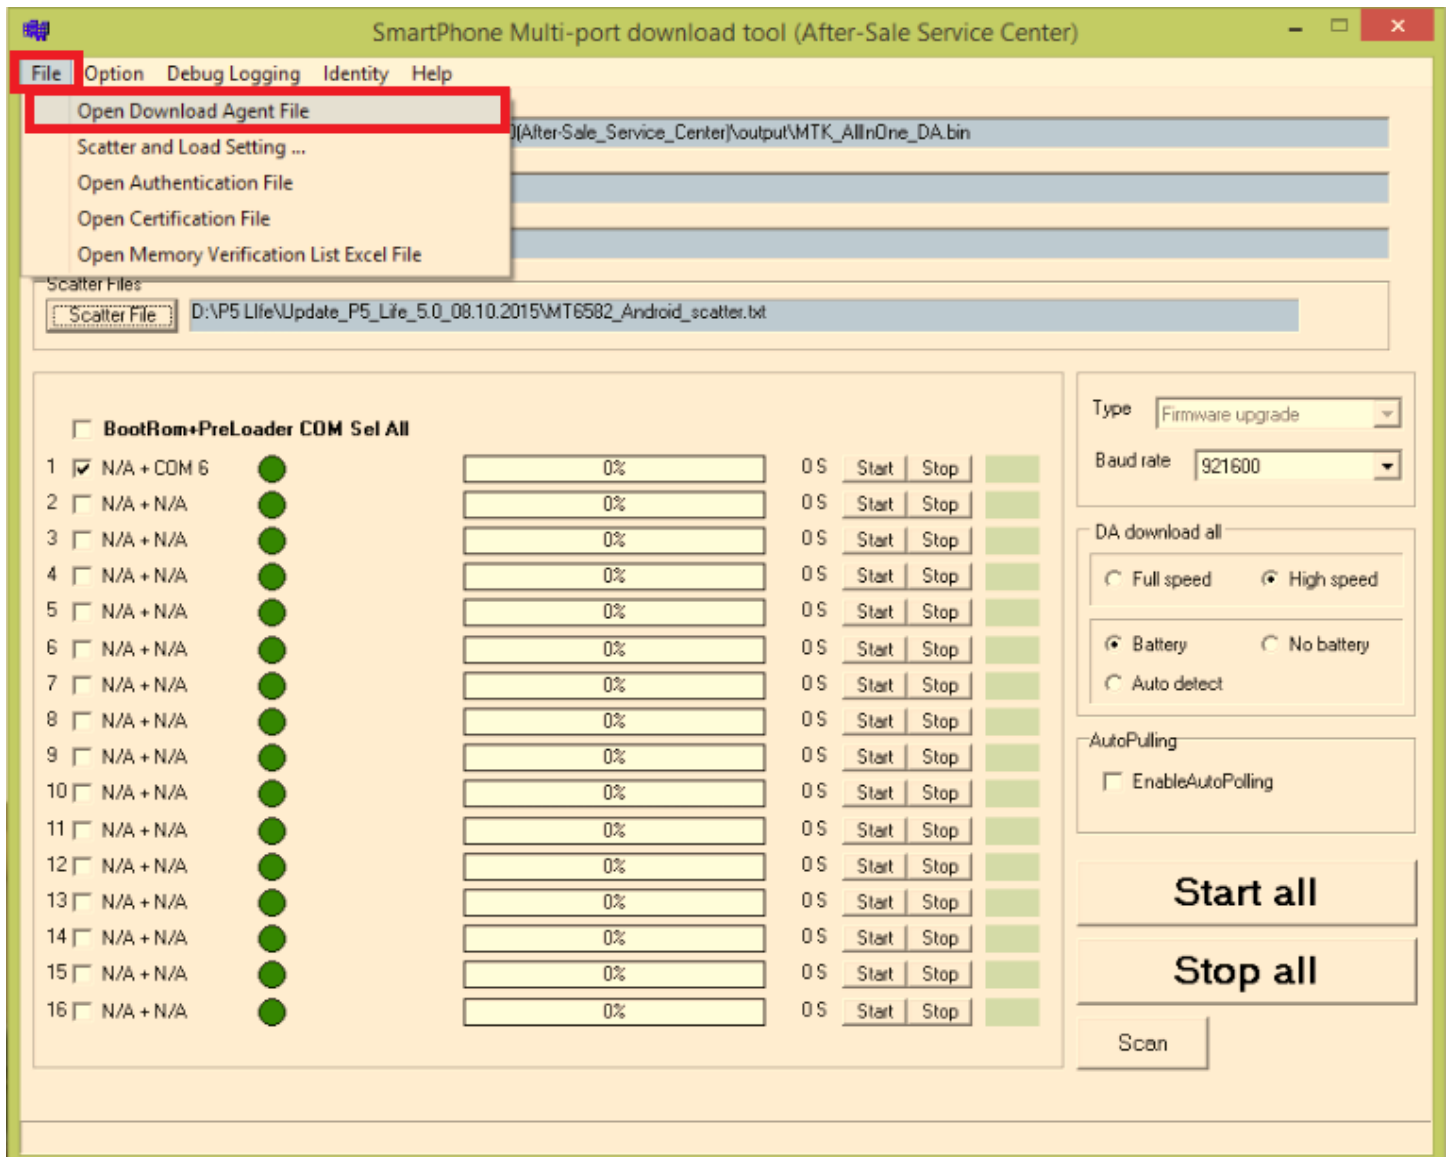 SmartPhone Multi-port download tool (After-Sale Service Center)
File Option Debug Logging Identity Help
Open Download Agent File
Scatter and Load Setting ...
Open Authentication File
Open Certification File
Open Memory Verification List Excel File
(After-Sale_Service_Center)\output\MTK_AllInOne_DA.bin
Scatter Files
Scatter File D:\P5 LIfe\Update_P5_Life_5.0_08.10.2015\MT6582_Android_scatter.txt
BootRom+PreLoader COM Sel All
1 N/A + COM 6 0% 0 S Start Stop
2 N/A + N/A 0% 0 S Start Stop
3 N/A + N/A 0% 0 S Start Stop
4 N/A + N/A 0% 0 S Start Stop
5 N/A + N/A 0% 0 S Start Stop
6 N/A + N/A 0% 0 S Start Stop
7 N/A + N/A 0% 0 S Start Stop
8 N/A + N/A 0% 0 S Start Stop
9 N/A + N/A 0% 0 S Start Stop
10 N/A + N/A 0% 0 S Start Stop
11 N/A + N/A 0% 0 S Start Stop
12 N/A + N/A 0% 0 S Start Stop
13 N/A + N/A 0% 0 S Start Stop
14 N/A + N/A 0% 0 S Start Stop
15 N/A + N/A 0% 0 S Start Stop
16 N/A + N/A 0% 0 S Start Stop
Type Firmware upgrade
Baud rate 921600
DA download all
Full speed High speed
Battery No battery
Auto detect
AutoPulling
EnableAutoPolling
Start all
Stop all
Scan